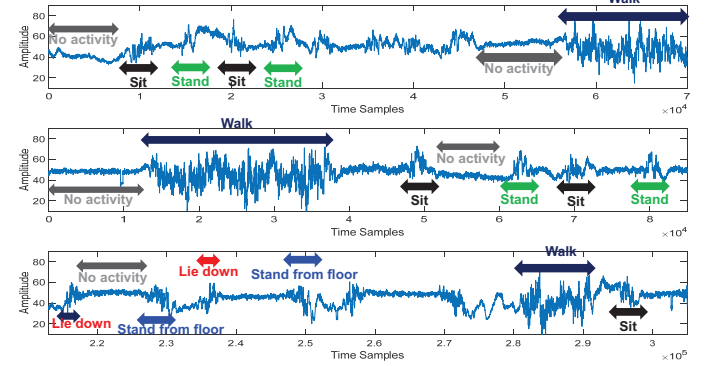 Walk
80
60
40
20
Amplitude
No activity
Sit
Stand
Sit
Stand
No activity
0
1
2
3
4
5
6
7
Time Samples
×10⁴
Walk
80
60
40
20
Amplitude
No activity
No activity
Sit
Stand
Sit
Stand
0
1
2
3
4
5
6
7
8
Time Samples
×10⁴
80
60
40
20
Amplitude
No activity
Lie down
Stand from floor
Walk
Lie down
Stand from floor
Sit
2.2
2.3
2.4
2.5
2.6
2.7
2.8
2.9
3
Time Samples
×10⁵